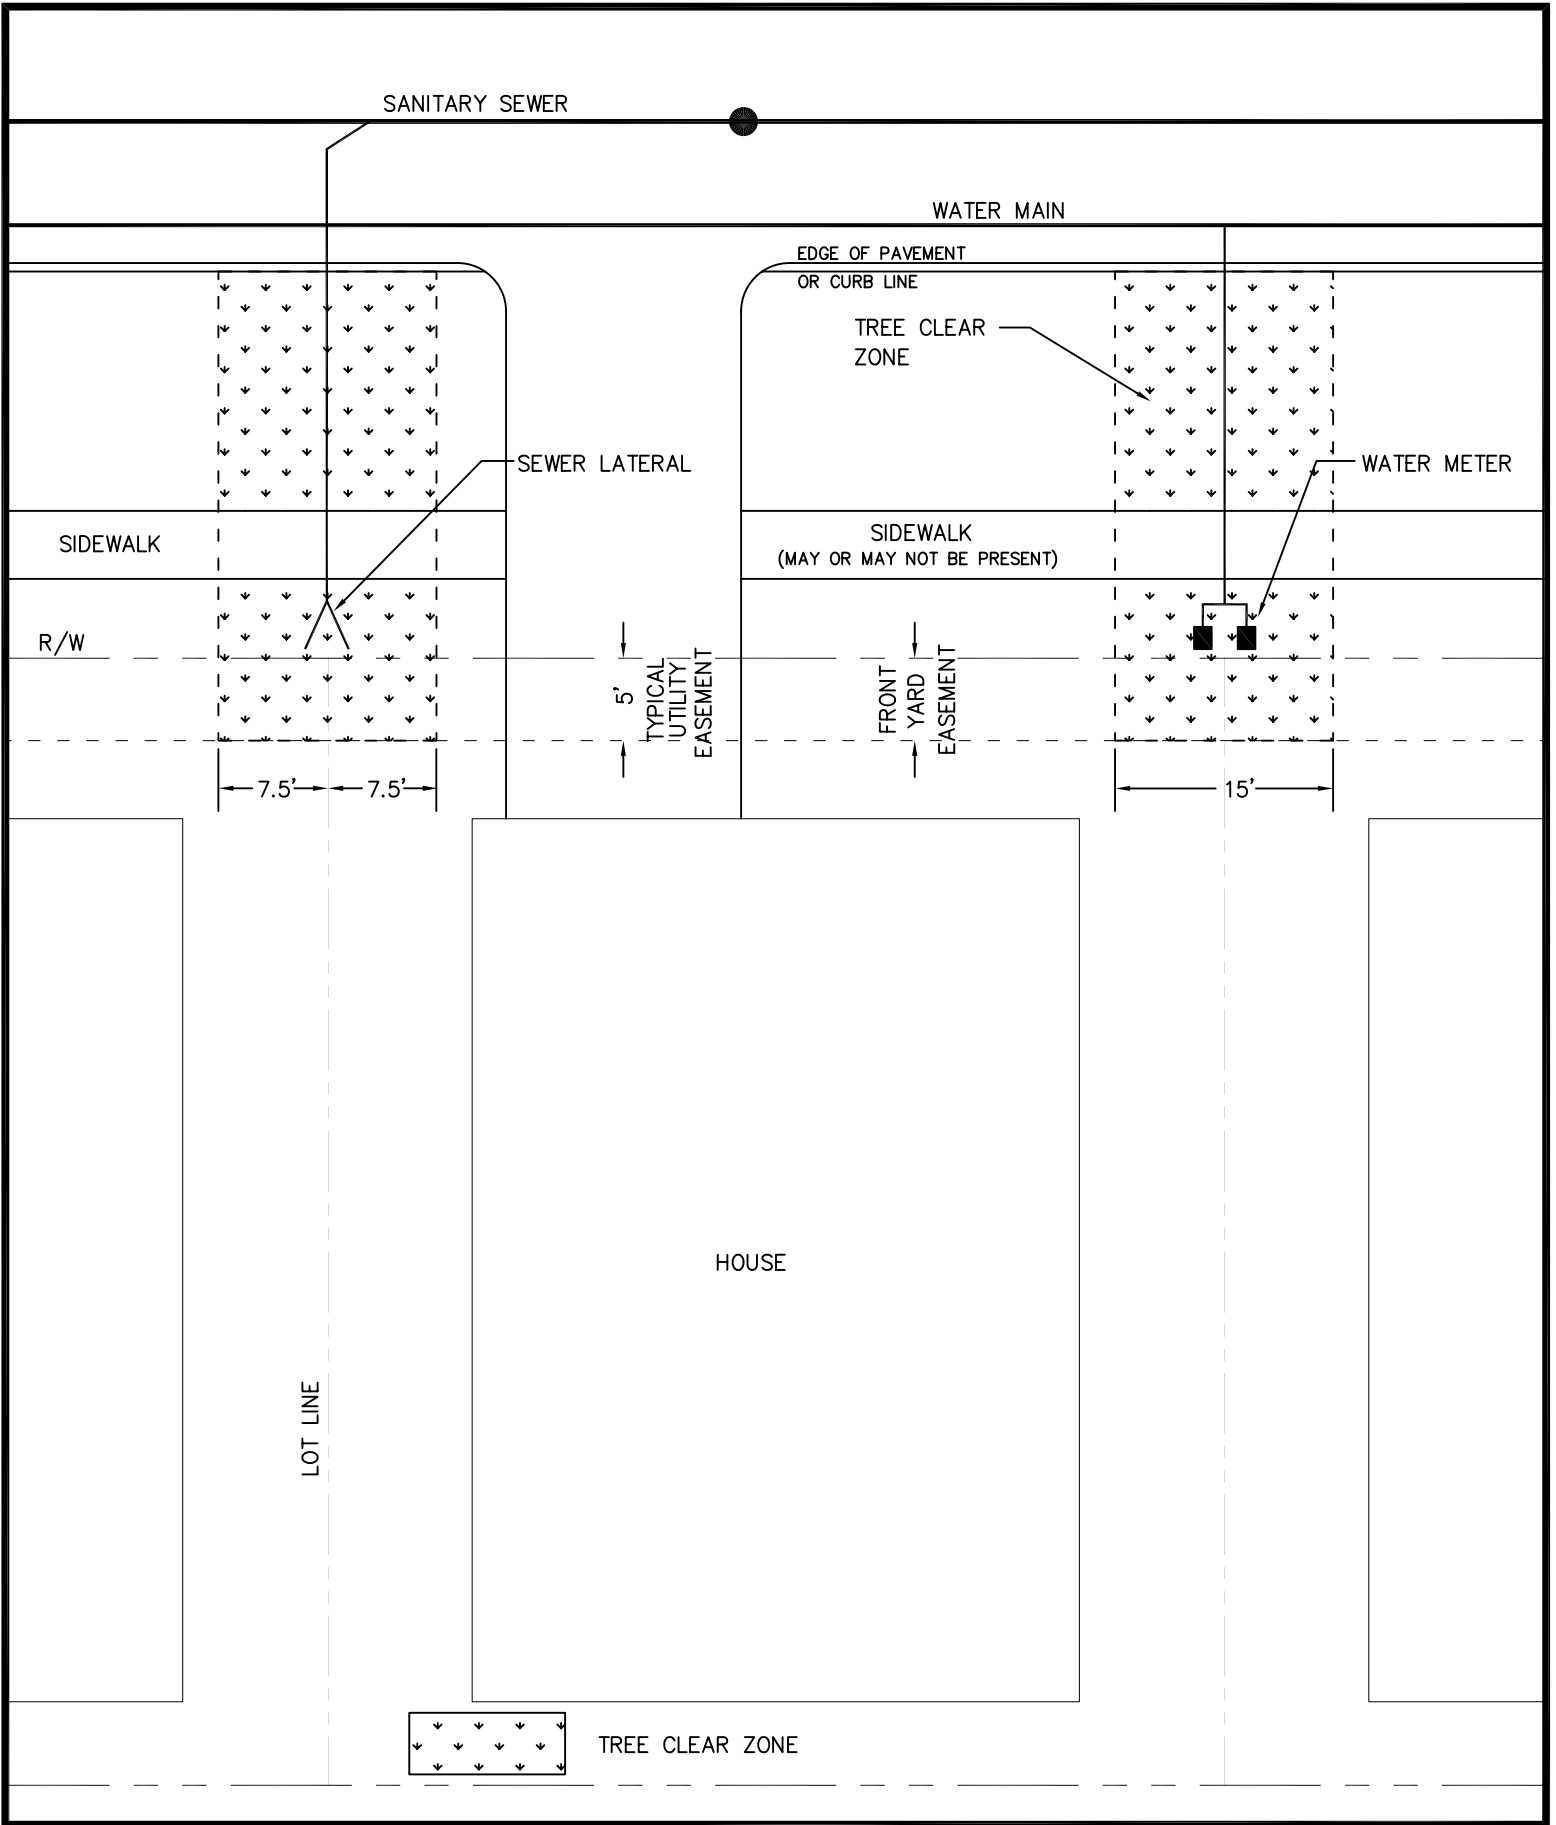 SANITARY SEWER
WATER MAIN
EDGE OF PAVEMENT
OR CURB LINE
TREE CLEAR
ZONE
SEWER LATERAL
WATER METER
SIDEWALK
SIDEWALK
(MAY OR MAY NOT BE PRESENT)
R/W
5'
TYPICAL
UTILITY
EASEMENT
FRONT
YARD
EASEMENT
7.5'
7.5'
15'
HOUSE
LOT LINE
TREE CLEAR ZONE